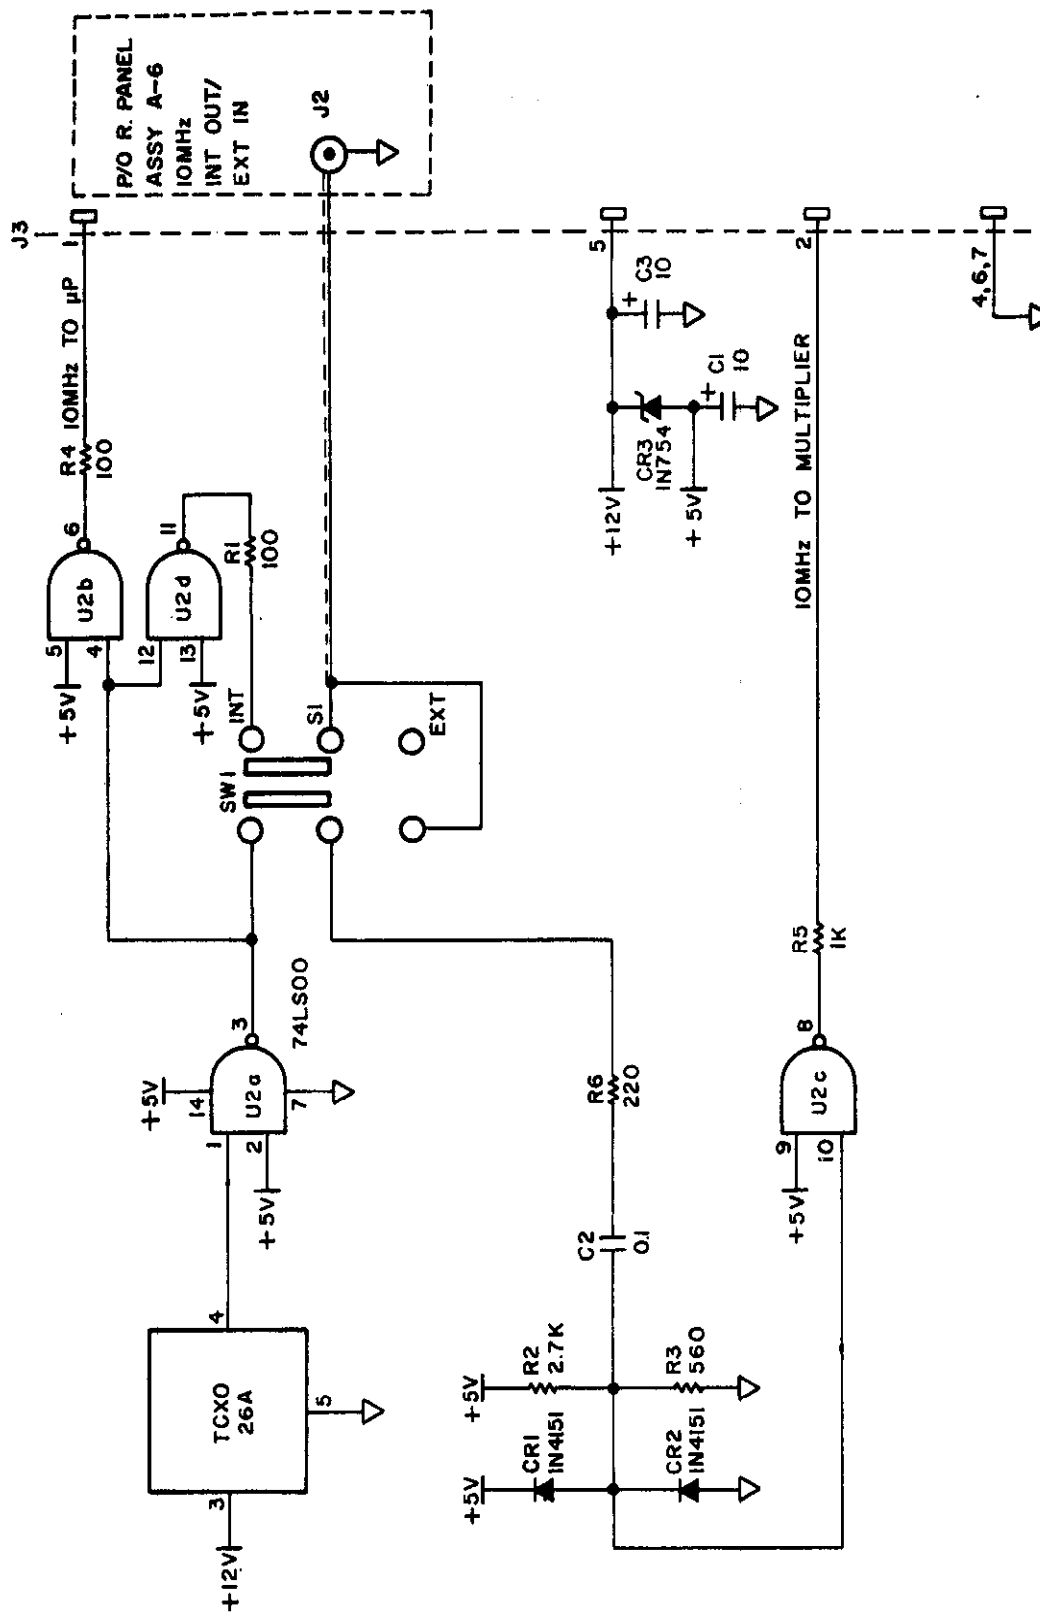 J3
P/O R. PANEL
ASSY A-6
10MHz
INT OUT/
EXT IN
J2
1
10MHz TO µP
R4
100
6
U2b
5
4
+5V
11
U2d
12
13
+5V
R1
100
INT
SW1
S1
EXT
+12V
3
TCXO
26A
4
5
+5V
14
1
2
+5V
U2a
7
3
74LS00
5
C3
10
+
+12V
CR3
1N754
+5V
C1
10
+
2
10MHz TO MULTIPLIER
R5
1K
8
U2c
9
10
+5V
R6
220
C2
0.1
+5V
R2
2.7K
R3
560
+5V
CR1
1N4151
CR2
1N4151
4,6,7